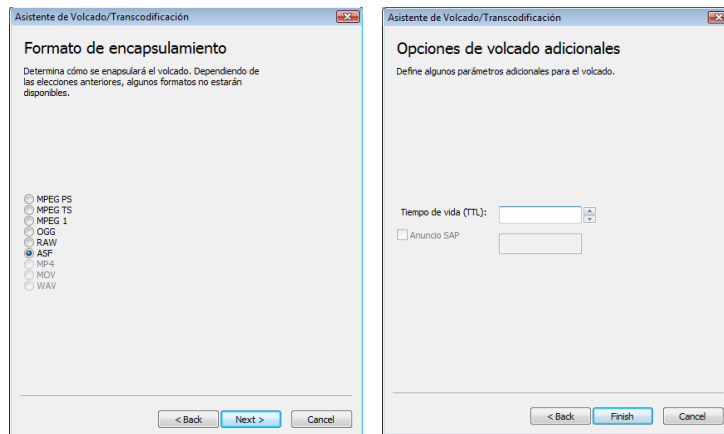 Asistente de Volcado/Transcodificación
Formato de encapsulamiento
Determina cómo se enapsulará el volcado. Dependiendo de
las elecciones anteriores, algunos formatos no estarán
disponibles.
MPEG PS
MPEG TS
MPEG 1
OGG
RAW
ASF
MP4
MOV
WAV
< Back
Next >
Cancel
Asistente de Volcado/Transcodificación
Opciones de volcado adicionales
Define algunos parámetros adicionales para el volcado.
Tiempo de vida (TTL):
Anuncio SAP
< Back
Finish
Cancel